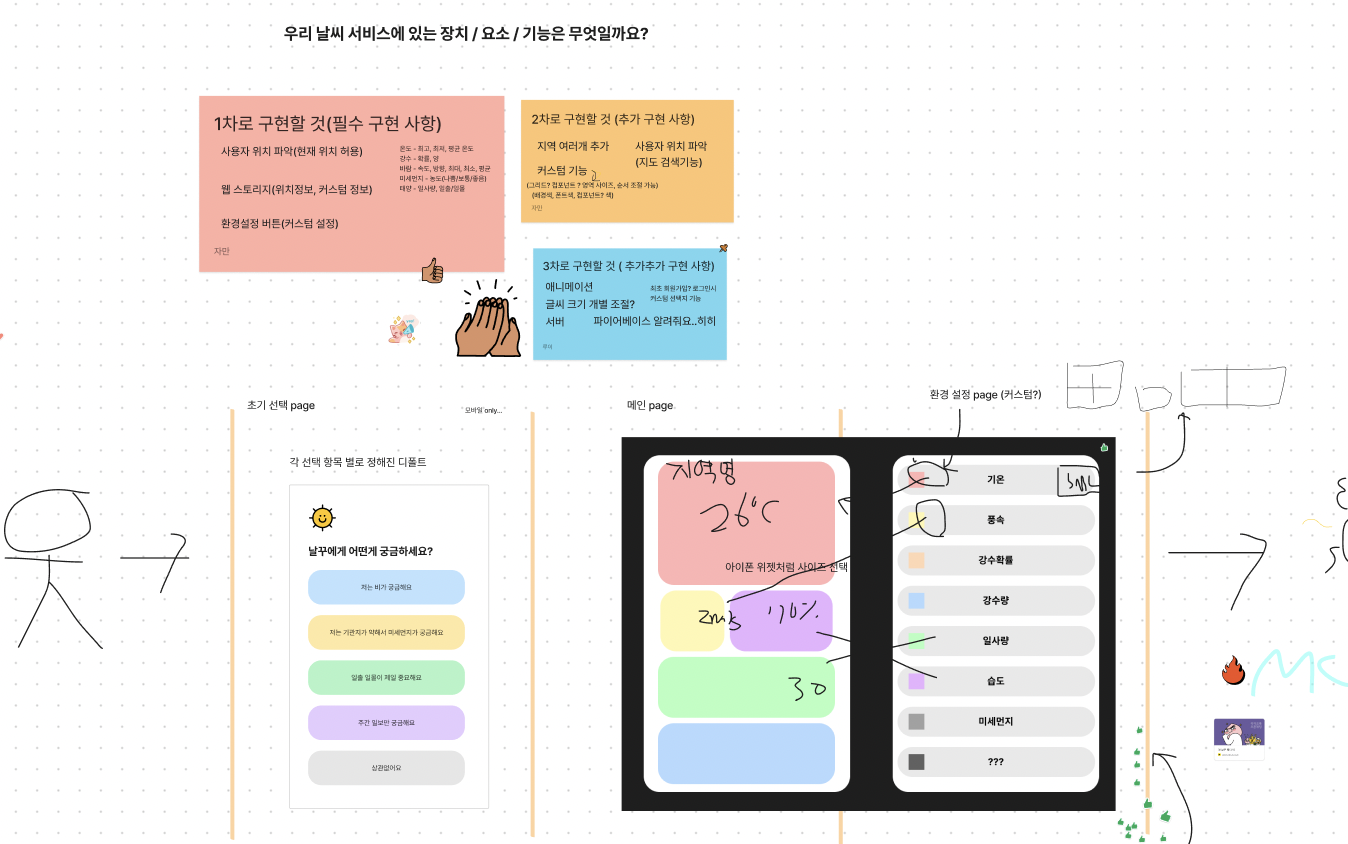 우리 날씨 서비스에 있는 장치 / 요소 / 기능은 무엇일까요?
1차로 구현할 것(필수 구현 사항)
사용자 위치 파악(현재 위치 허용)
웹 스토리지(위치정보, 커스텀 정보)
환경설정 버튼(커스텀 설정)
온도 - 최고, 최저, 평균 온도
강수 - 확률, 양
바람 - 속도, 방향, 최대, 최소, 평균
미세먼지 - 농도(나쁨/보통/좋은)
태양 - 일사량, 일출/일몰
자만
2차로 구현할 것 (추가 구현 사항)
지역 여러개 추가
사용자 위치 파악
(지도 검색기능)
커스텀 기능
(그리드? 컴포넌트 ? 영역 사이즈, 순서 조절 가능)
(배경색, 폰트색, 컴포넌트? 색)
자만
3차로 구현할 것 ( 추가추가 구현 사항)
애니메이션
글씨 크기 개별 조절?
서버
최초 회원가입? 로그인시
커스텀 선택지 기능
파이어베이스 알려줘요..히히
초기 선택 page
모바일 only...
메인 page
환경 설정 page (커스텀?)
각 선택 항목 별로 정해진 디폴트
날꾸에게 어떤게 궁금하세요?
저는 비가 궁금해요
저는 기관지가 약해서 미세먼지가 궁금해요
일출 일몰이 제일 중요해요
주간 일보만 궁금해요
상관없어요
지역명
26°C
아이폰 위젯처럼 사이즈 선택
30
기온
풍속
강수확률
강수량
일사량
습도
미세먼지
???